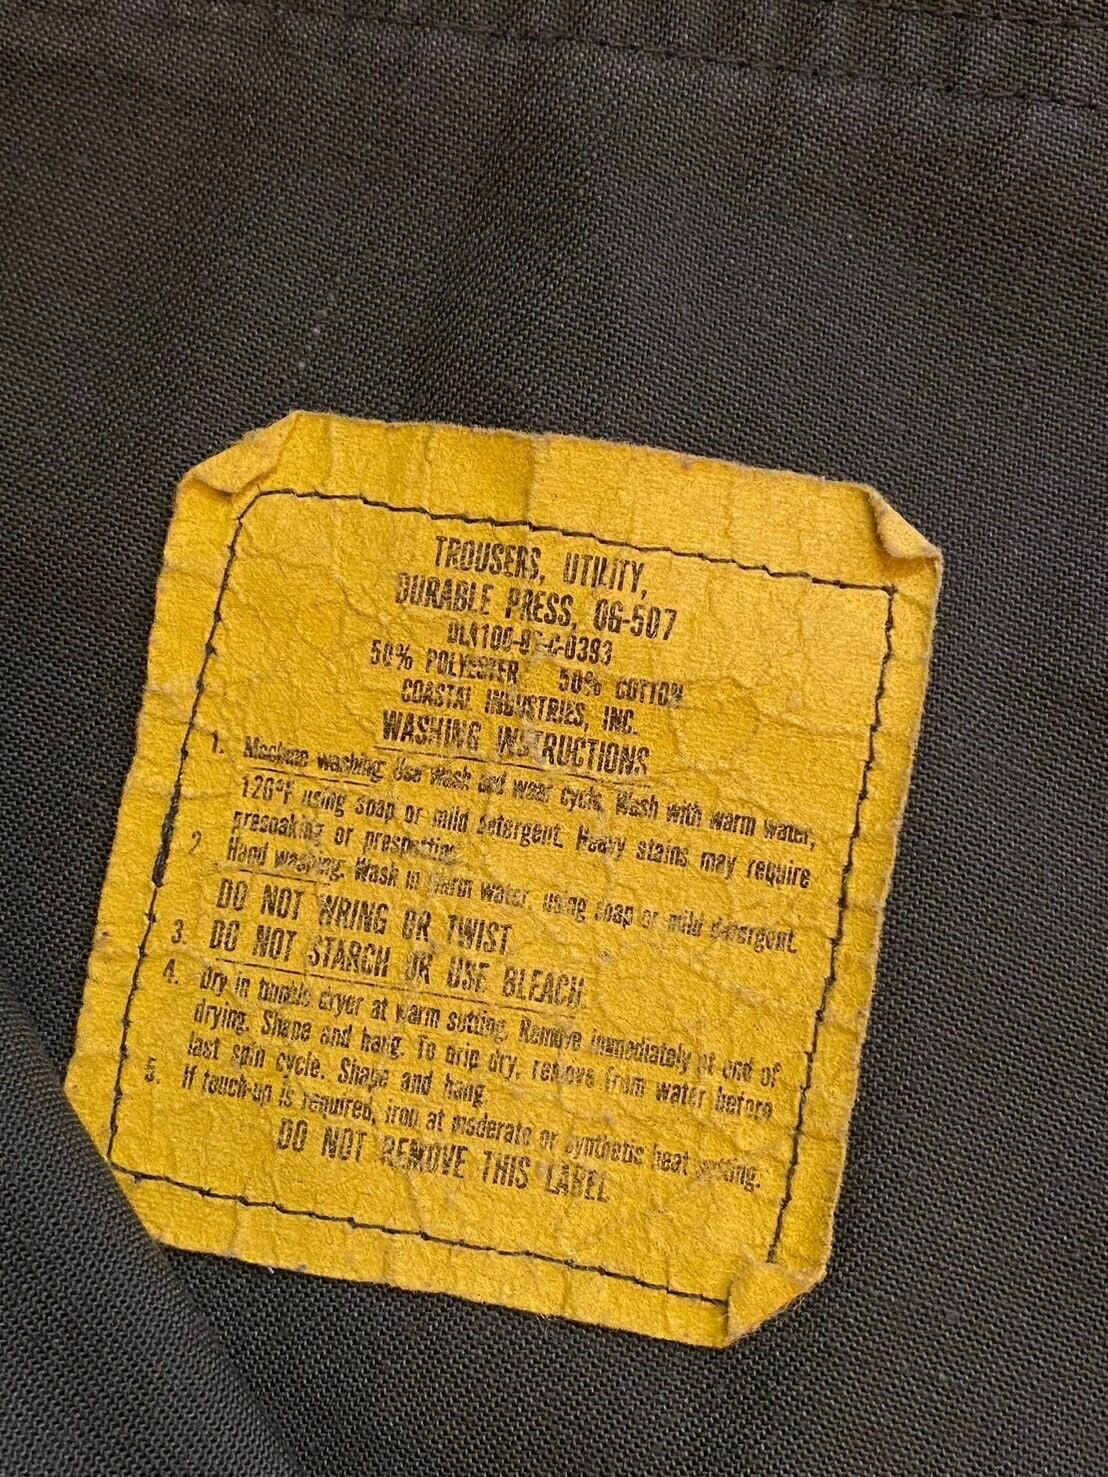 TROUSERS, UTILITY,
DURABLE PRESS, OG-507
50% POLYESTER 50% COTTON
COASTAL INDUSTRIES, INC.
WASHING INSTRUCTIONS
1. Machine washing: Use wash and wear cycle. Wash with warm water,
120°F using soap or mild detergent. Heavy stains may require
presoaking or prespotting.
2. Hand washing: Wash in warm water, using soap or mild detergent.
DO NOT WRING OR TWIST
3. DO NOT STARCH OR USE BLEACH.
4. Dry in tumble dryer at warm setting. Remove immediately at end of
drying. Shape and hang. To drip dry, remove from water before
last spin cycle. Shape and hang.
5. If touch-up is required, iron at moderate or synthetic heat setting.
DO NOT REMOVE THIS LABEL